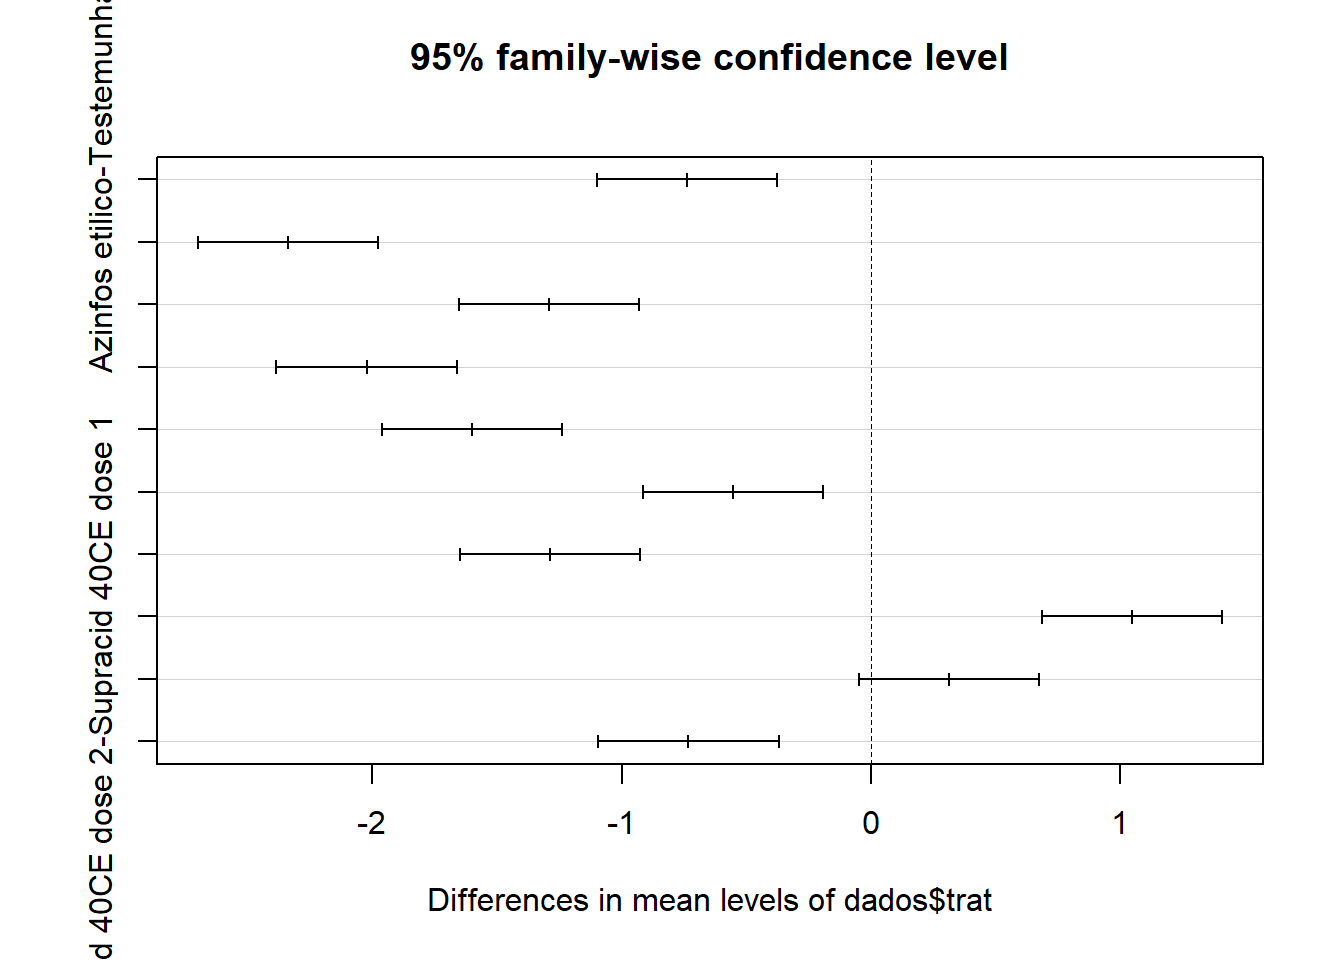 95% family-wise confidence level
Azinfos etilico-Testemunha
d 40CE dose 2-Supracid 40CE dose 1
-2 -1 0 1
Differences in mean levels of dados$trat